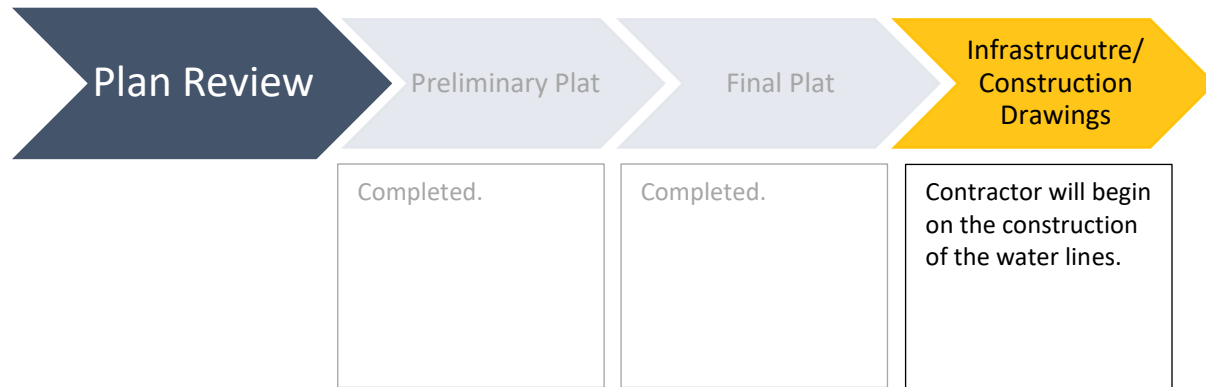 Plan Review
Preliminary Plat
Final Plat
Infrastrucutre/
Construction
Drawings
Completed.
Completed.
Contractor will begin
on the construction
of the water lines.